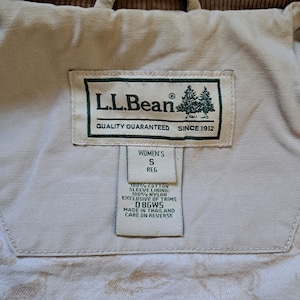 L.L.Bean®
QUALITY GUARANTEED SINCE 1912
WOMEN'S
S
REG
100% COTTON
SLEEVE LINING:
100% NYLON
EXCLUSIVE OF TRIMS
MADE IN THAILAND
CARE ON REVERSE